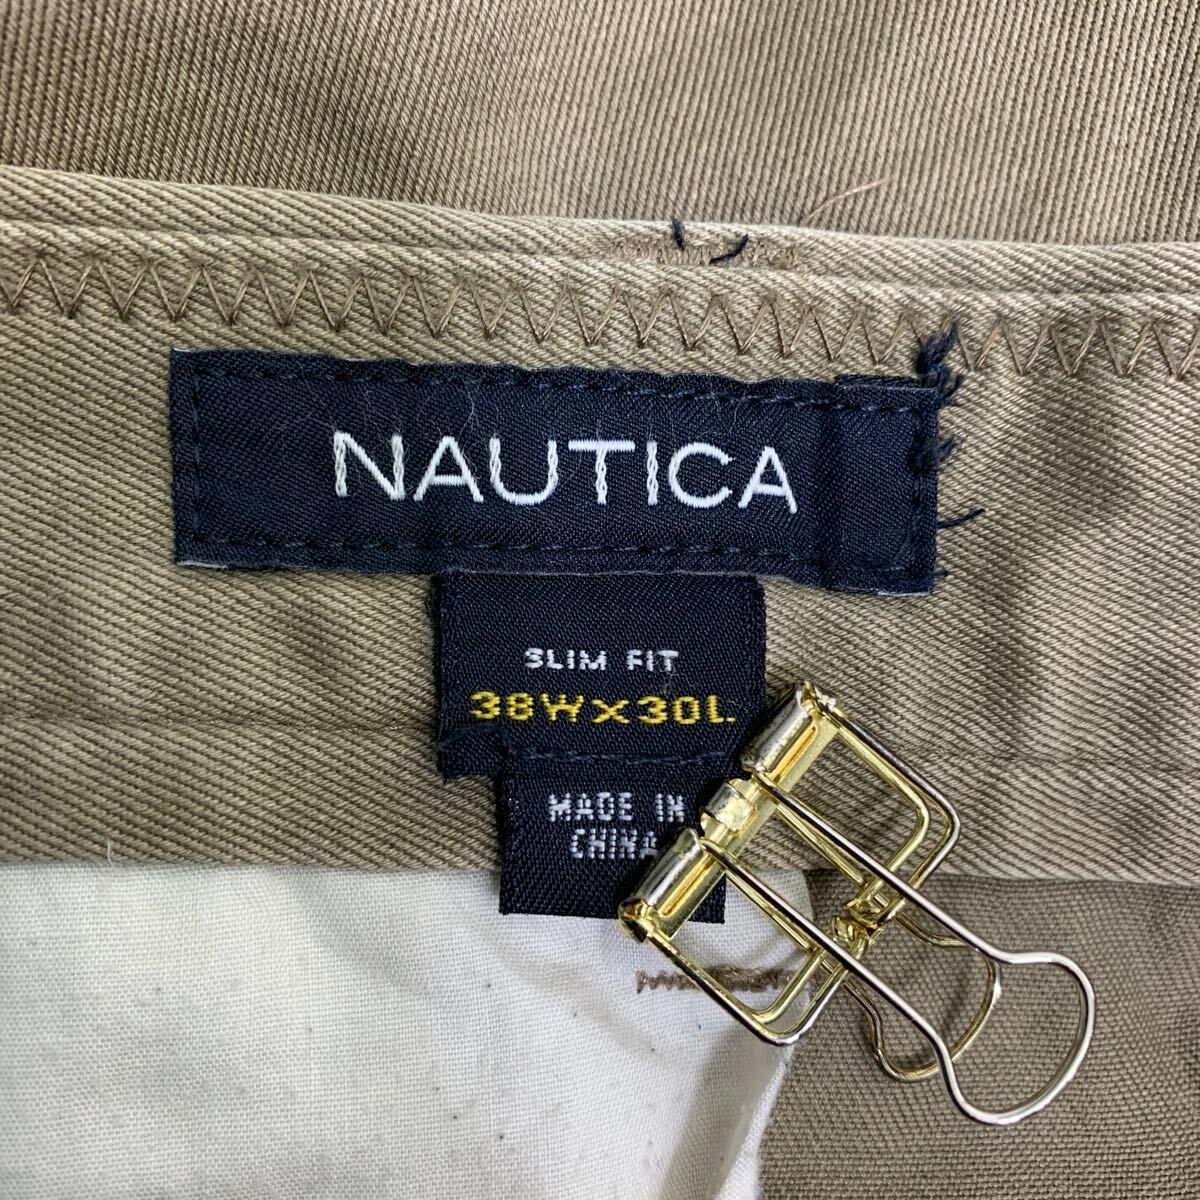 NAUTICA
SLIM FIT
38W×30L
MADE IN
CHINA